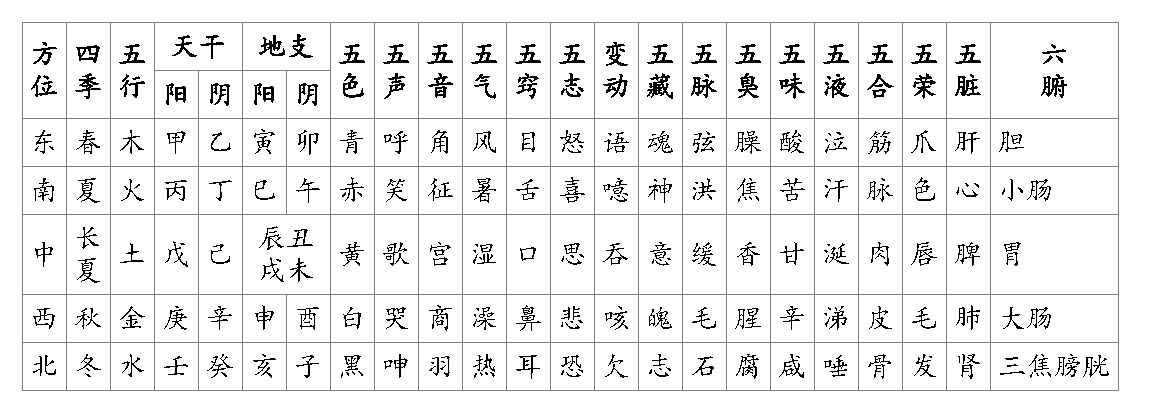 方位 四季 五行 天干 地支 五色 五声 五音 五气 五窍 五志 变动 五藏 五脉 五臭 五味 五液 五合 五荣 五脏 六腑
阳 阴 阳 阴
东 春 木 甲 乙 寅 卯 青 呼 角 风 目 怒 语 魂 弦 臊 酸 泣 筋 爪 肝 胆
南 夏 火 丙 丁 巳 午 赤 笑 征 暑 舌 喜 噫 神 洪 焦 苦 汗 脉 色 心 小肠
中 长夏 土 戊 己 辰丑戌未 黄 歌 宫 湿 口 思 吞 意 缓 香 甘 涎 肉 唇 脾 胃
西 秋 金 庚 辛 申 酉 白 哭 商 澡 鼻 悲 咳 魄 毛 腥 辛 涕 皮 毛 肺 大肠
北 冬 水 壬 癸 亥 子 黑 呻 羽 热 耳 恐 欠 志 石 腐 咸 唾 骨 发 肾 三焦膀胱